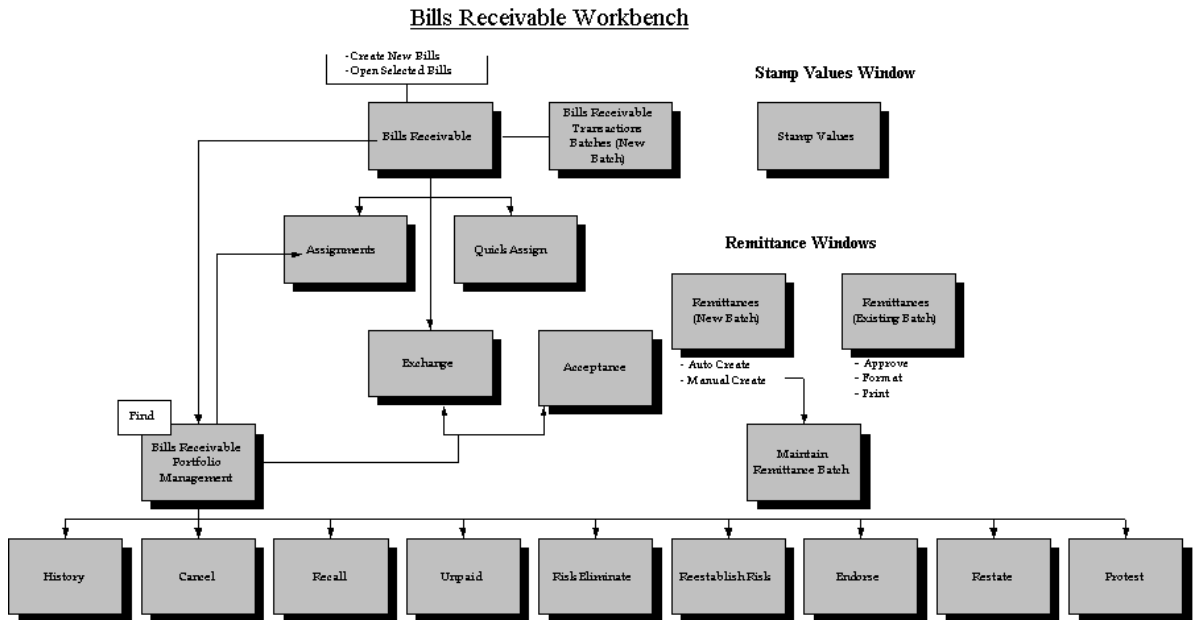 Bills Receivable Workbench
- Create New Bills
- Open Selected Bills
Stamp Values Window
Bills Receivable
Bills Receivable
Transactions
Batches (New
Batch)
Stamp Values
Assignments
Quick Assign
Remittance Windows
Remittances
(New Batch)
Remittances
(Existing Batch)
Exchange
Acceptance
- Auto Create
- Manual Create
- Approve
- Format
- Print
Find
Bills Receivable
Portfolio
Management
Maintain
Remittance Batch
History
Cancel
Recall
Unpaid
Risk Eliminate
Reestablish Risk
Endorse
Restate
Protest